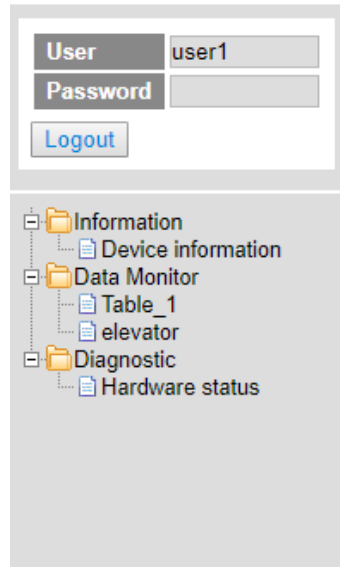 User user1
Password
Logout
Information
Device information
Data Monitor
Table_1
elevator
Diagnostic
Hardware status